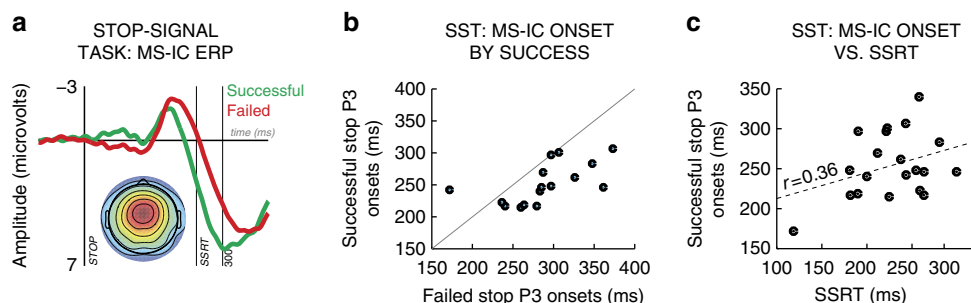 a
STOP-SIGNAL
TASK: MS-IC ERP
Amplitude (microvolts)
−3
7
Successful
Failed
time (ms)
STOP
SSRT
300
b
SST: MS-IC ONSET
BY SUCCESS
Successful stop P3
onsets (ms)
400
350
300
250
200
150
150 200 250 300 350 400
Failed stop P3 onsets (ms)
c
SST: MS-IC ONSET
VS. SSRT
Successful stop P3
onsets (ms)
350
300
250
200
150
r=0.36
100 150 200 250 300
SSRT (ms)